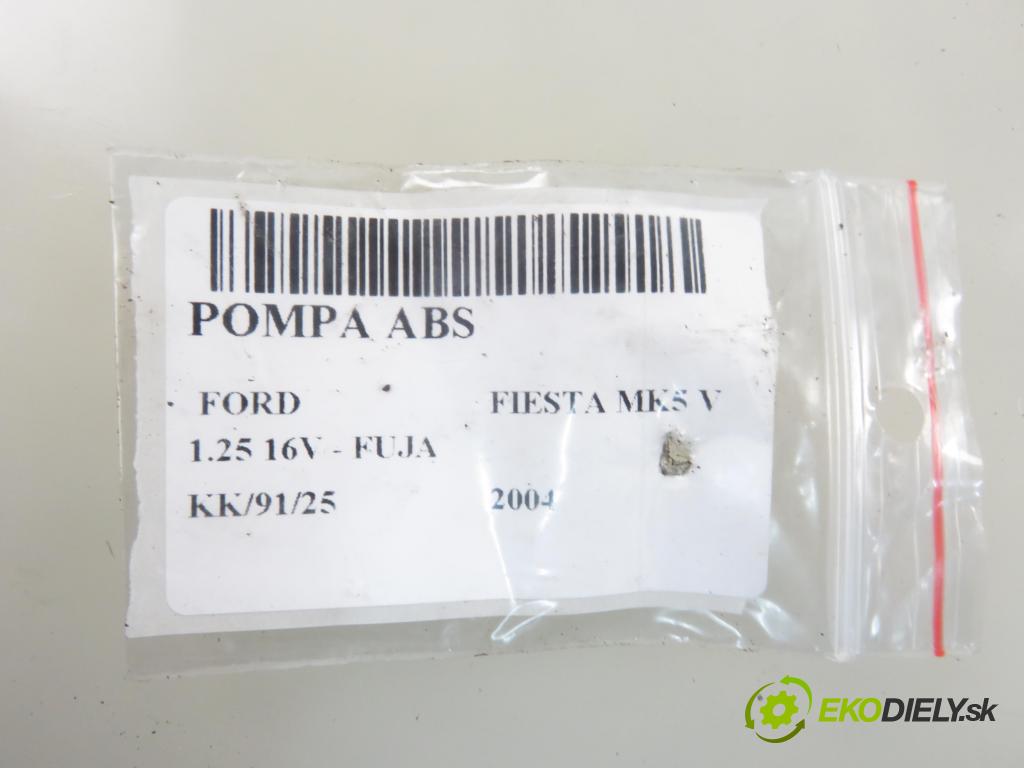 POMPA ABS
FORD FIESTA MK5 V
1.25 16V - FUJA
KK/91/25 2004
EKODIELY.sk